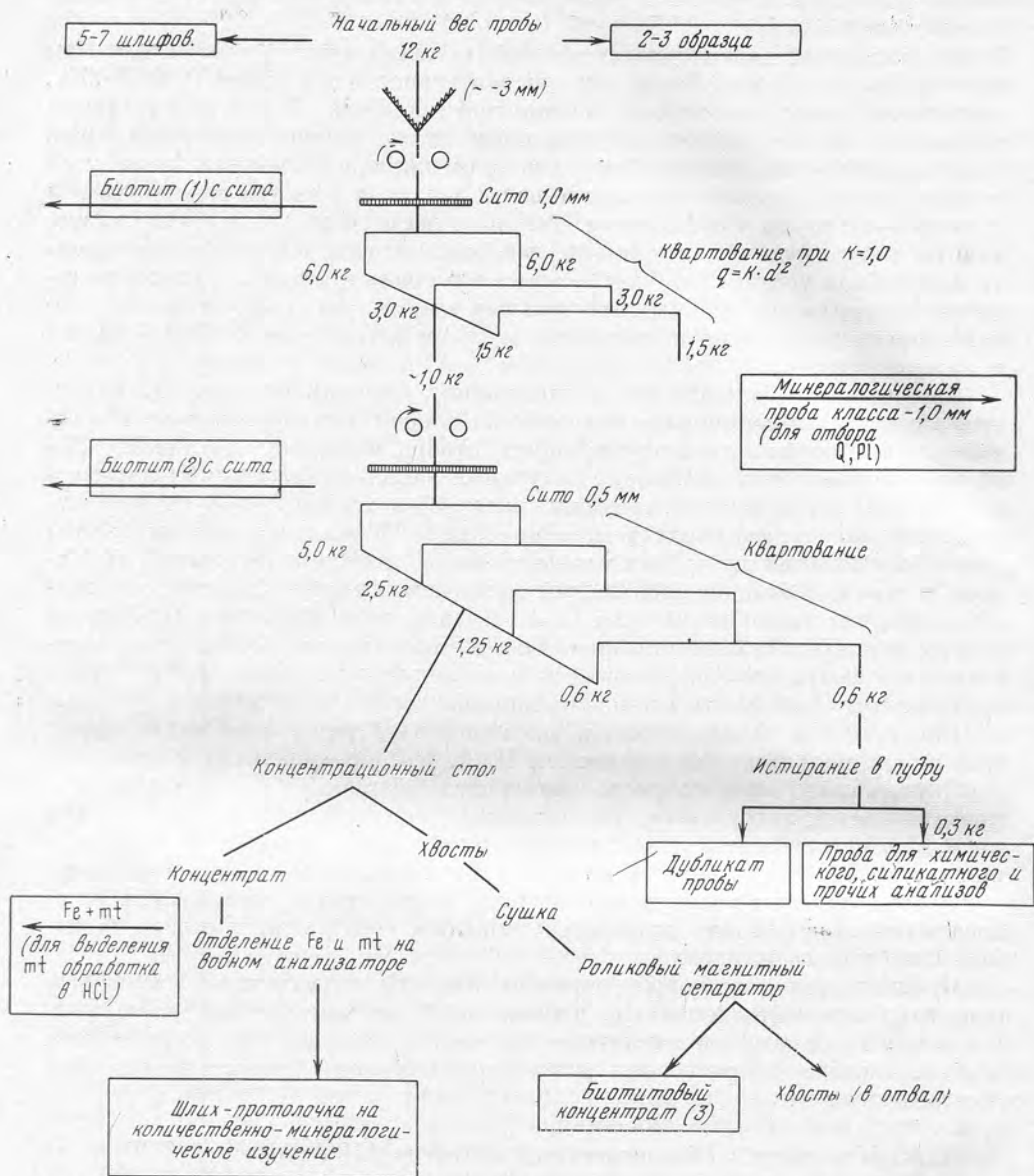 Начальный вес пробы
12 кг
5-7 шлифов.
2-3 образца
(~ -3 мм)
Биотит (1) с сита
Сито 1,0 мм
Квартование при К=1,0
q=К·d²
6,0 кг
6,0 кг
3,0 кг
3,0 кг
1,5 кг
1,5 кг
~1,0 кг
Минералогическая
проба класса -1,0 мм
(для отбора
Q, Pl)
Биотит (2) с сита
Сито 0,5 мм
Квартование
5,0 кг
2,5 кг
1,25 кг
0,6 кг
0,6 кг
Концентрационный стол
Истирание в пудру
0,3 кг
Хвосты
Дубликат
пробы
Проба для химичес-
кого, силикатного и
прочих анализов
Концентрат
Fe + mt
(для выделения
mt обработка
в HCl)
Отделение Fe и mt на
водном анализаторе
Сушка
Роликовый магнитный
сепаратор
Биотитовый
концентрат (3)
Хвосты (в отвал)
Шлих-протолочка на
количественно-минералоги-
ческое изучение